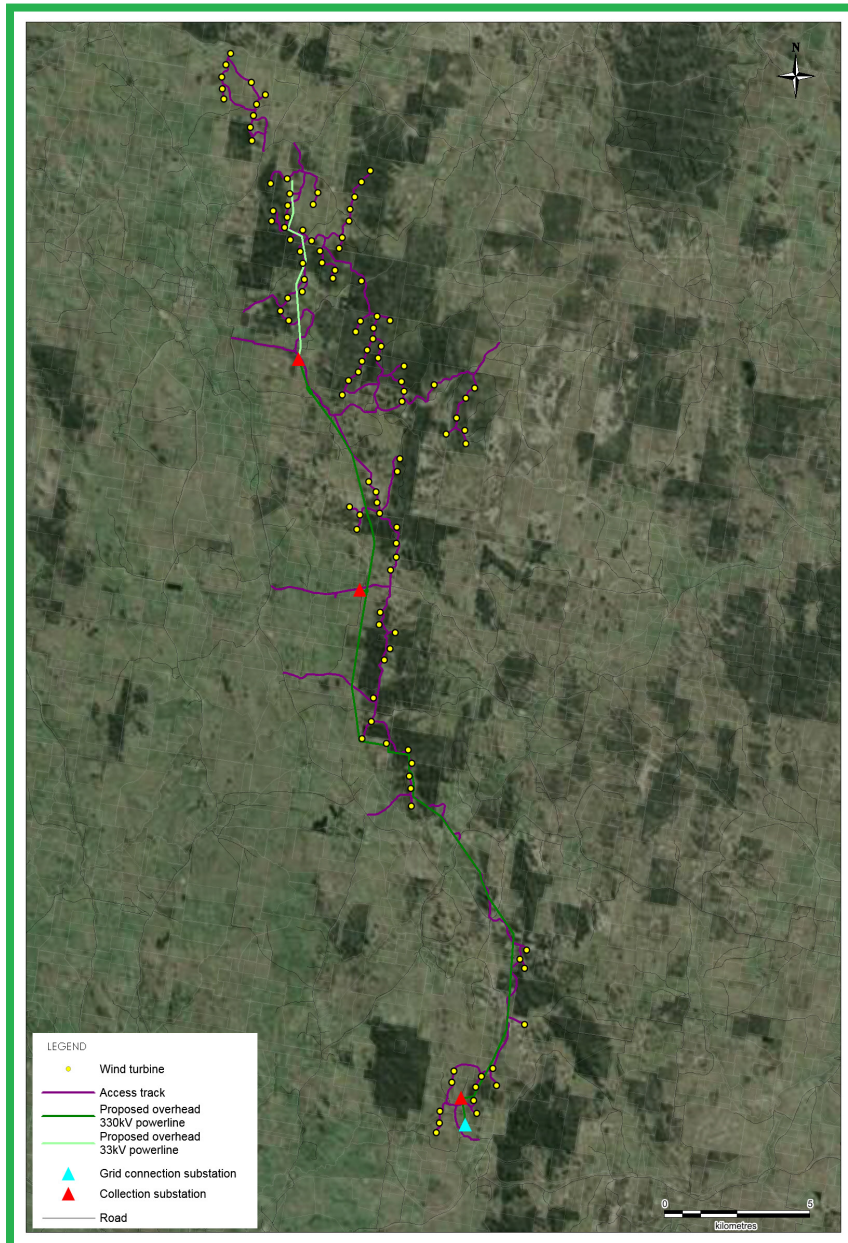 N
LEGEND
Wind turbine
Access track
Proposed overhead
330kV powerline
Proposed overhead
33kV powerline
Grid connection substation
Collection substation
Road
0 5
kilometres